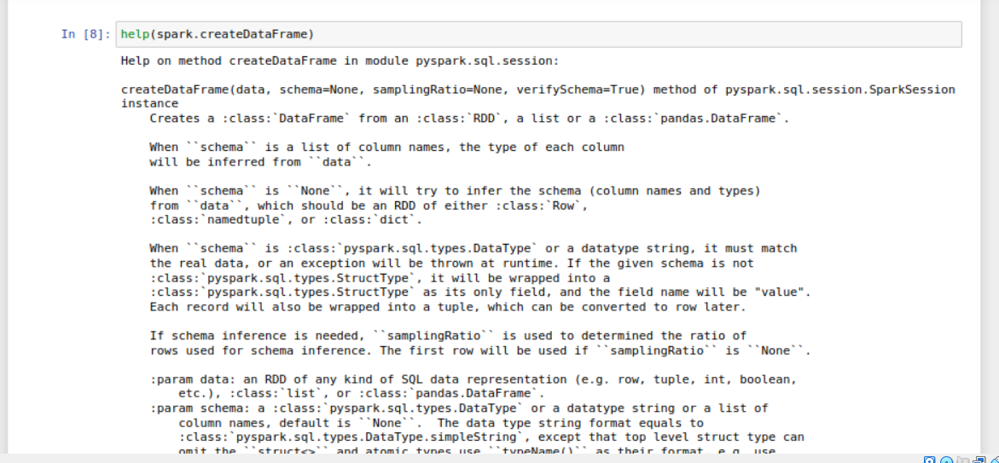 In [8]: help(spark.createDataFrame)
Help on method createDataFrame in module pyspark.sql.session:
createDataFrame(data, schema=None, samplingRatio=None, verifySchema=True) method of pyspark.sql.session.SparkSession
instance
Creates a :class:`DataFrame` from an :class:`RDD`, a list or a :class:`pandas.DataFrame`.
When ``schema`` is a list of column names, the type of each column
will be inferred from ``data``.
When ``schema`` is ``None``, it will try to infer the schema (column names and types)
from ``data``, which should be an RDD of either :class:`Row`,
:class:`namedtuple`, or :class:`dict`.
When ``schema`` is :class:`pyspark.sql.types.DataType` or a datatype string, it must match
the real data, or an exception will be thrown at runtime. If the given schema is not
:class:`pyspark.sql.types.StructType`, it will be wrapped into a
:class:`pyspark.sql.types.StructType` as its only field, and the field name will be "value".
Each record will also be wrapped into a tuple, which can be converted to row later.
If schema inference is needed, ``samplingRatio`` is used to determined the ratio of
rows used for schema inference. The first row will be used if ``samplingRatio`` is ``None``.
:param data: an RDD of any kind of SQL data representation (e.g. row, tuple, int, boolean,
etc.), :class:`list`, or :class:`pandas.DataFrame`.
:param schema: a :class:`pyspark.sql.types.DataType` or a datatype string or a list of
column names, default is ``None``.  The data type string format equals to
:class:`pyspark.sql.types.DataType.simpleString`, except that top level struct type can
omit the ``struct<>`` and atomic types use ``typeName()`` as their format, e.g. use